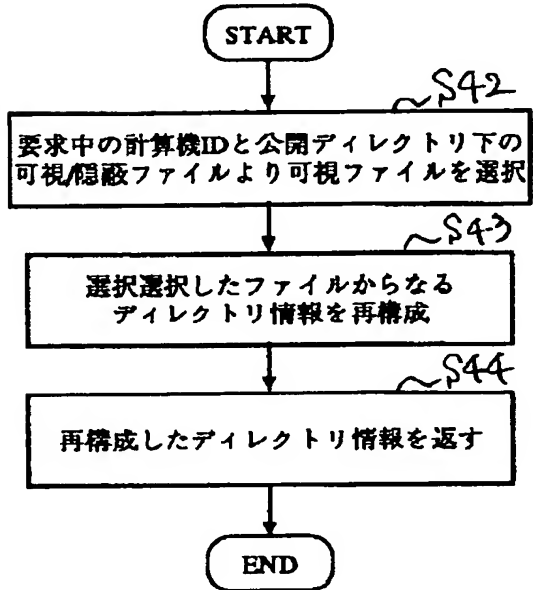 START
S42
要求中の計算機IDと公開ディレクトリ下の
可視/隠蔽ファイルより可視ファイルを選択
S43
選択選択したファイルからなる
ディレクトリ情報を再構成
S44
再構成したディレクトリ情報を返す
END